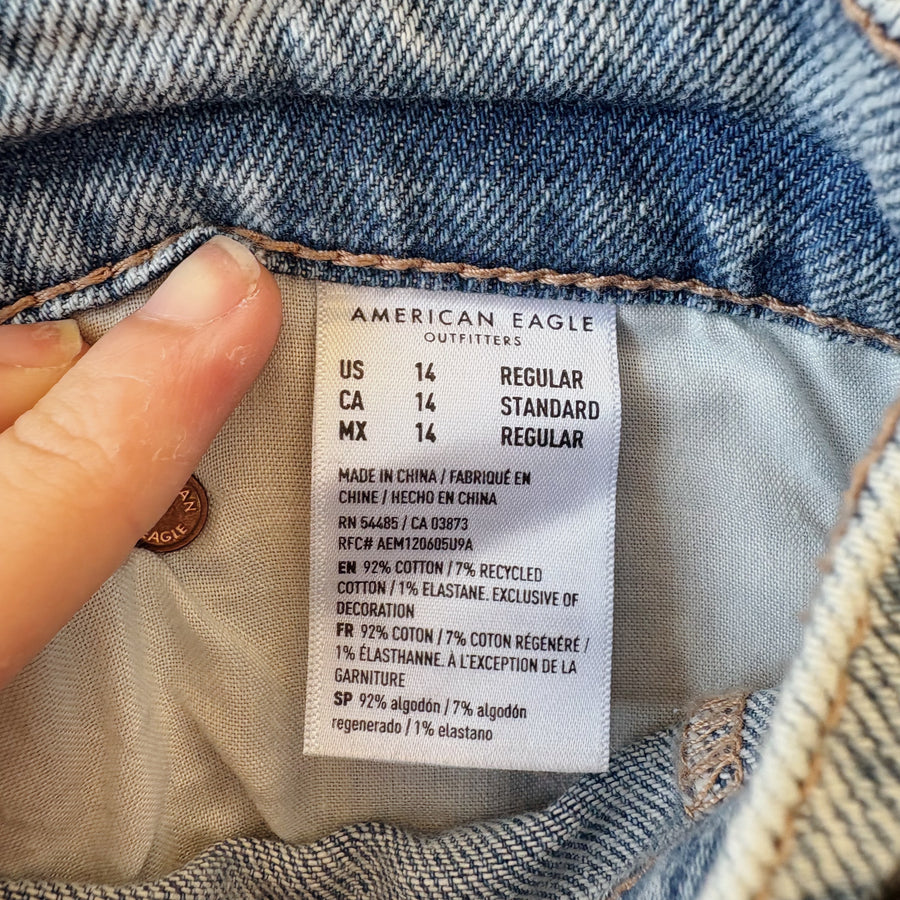 AMERICAN EAGLE
OUTFITTERS
US 14 REGULAR
CA 14 STANDARD
MX 14 REGULAR
MADE IN CHINA / FABRIQUÉ EN
CHINE / HECHO EN CHINA
RN 54485 / CA 03873
RFC# AEM120605U9A
EN 92% COTTON / 7% RECYCLED
COTTON / 1% ELASTANE. EXCLUSIVE OF
DECORATION
FR 92% COTON / 7% COTON RÉGÉNÉRÉ /
1% ÉLASTHANNE. À L'EXCEPTION DE LA
GARNITURE
SP 92% algodón / 7% algodón
regenerado / 1% elastano
EAGLE